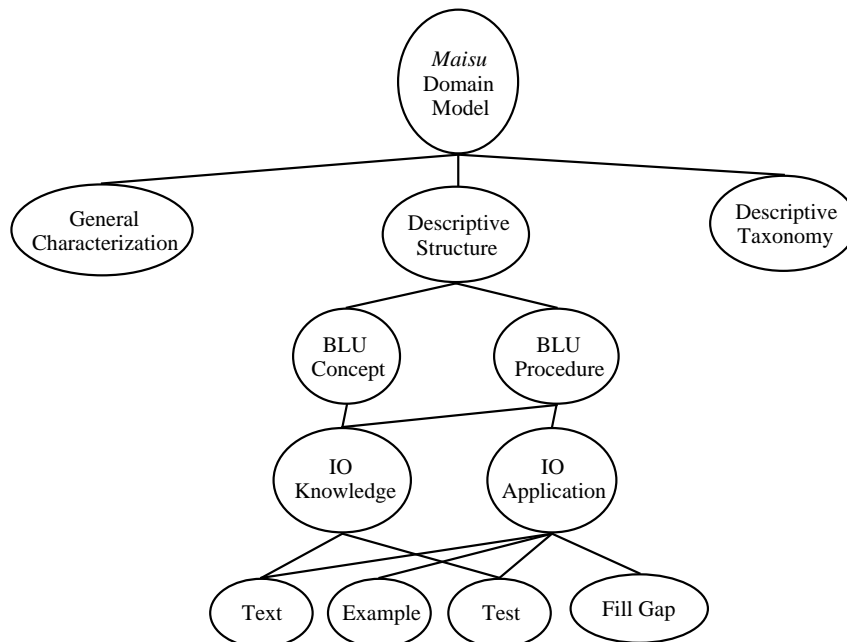 Maisu
Domain
Model
General
Characterization
Descriptive
Structure
Descriptive
Taxonomy
BLU
Concept
BLU
Procedure
IO
Knowledge
IO
Application
Text
Example
Test
Fill Gap